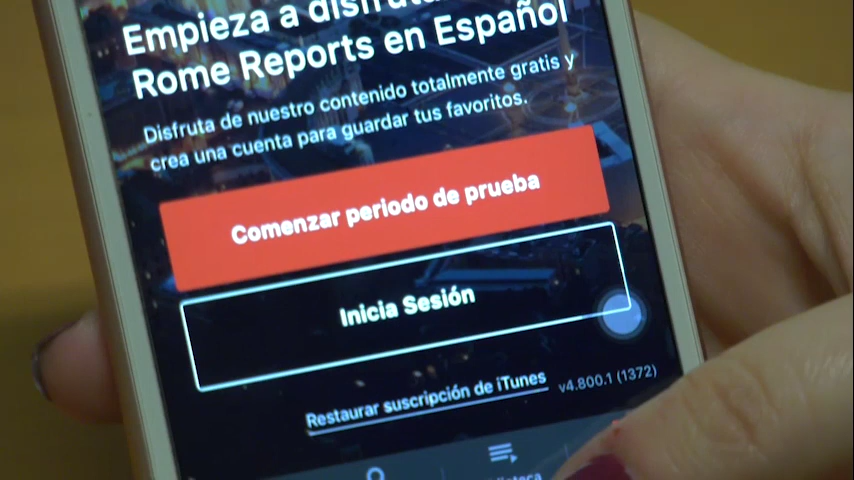 Empieza a
Rome Reports en Español
Disfruta de nuestro contenido totalmente gratis y
crea una cuenta para guardar tus favoritos.
Comenzar periodo de prueba
Inicia Sesión
Restaurar suscripción de iTunes v4.800.1 (1372)